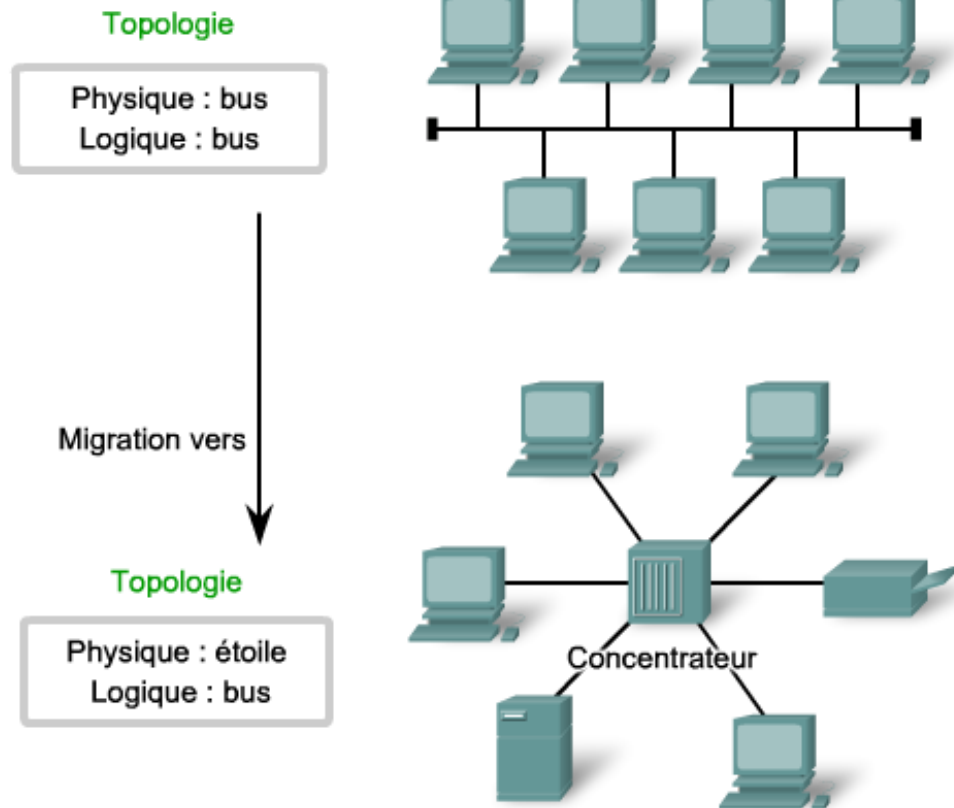 Topologie
Physique : bus
Logique : bus
Migration vers
Topologie
Physique : étoile
Logique : bus
Concentrateur